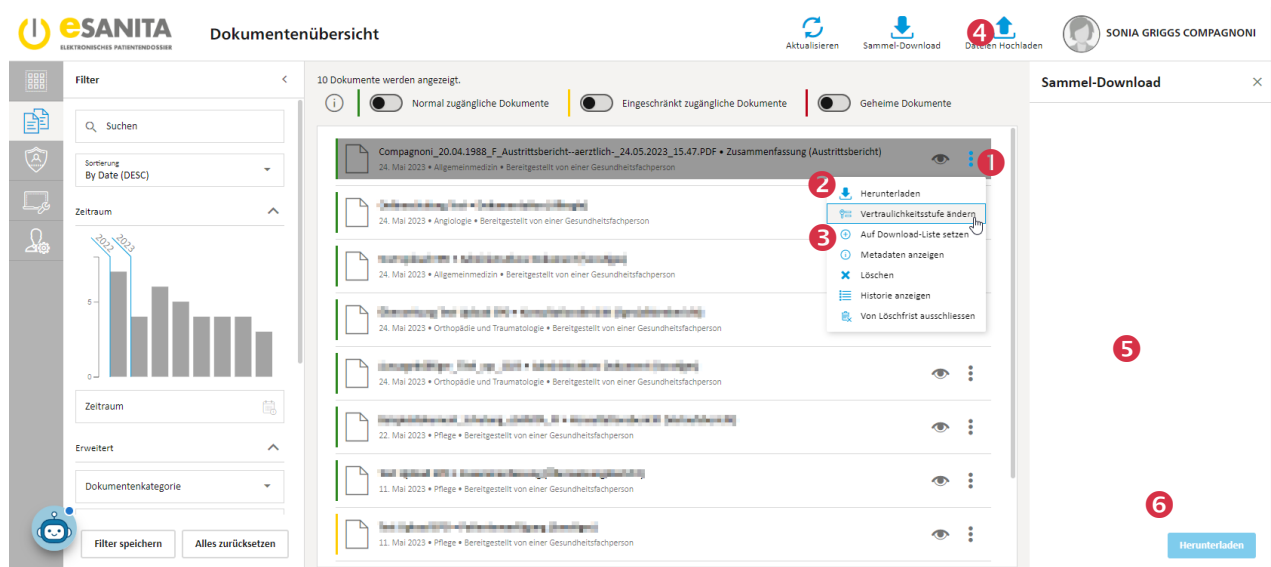 eSANITA
ELEKTRONISCHES PATIENTENDOSSIER
Dokumentenübersicht
Aktualisieren
Sammel-Download
4
Dateien Hochladen
SONIA GRIGGS COMPAGNONI
Filter
Suchen
Sortierung
By Date (DESC)
Zeitraum
2022
2023
5
0
Zeitraum
Erweitert
Dokumentenkategorie
Filter speichern
Alles zurücksetzen
10 Dokumente werden angezeigt.
Normal zugängliche Dokumente
Eingeschränkt zugängliche Dokumente
Geheime Dokumente
Compagnoni_20.04.1988_F_Austrittsbericht--aerztlich-_24.05.2023_15.47.PDF • Zusammenfassung (Austrittsbericht)
24. Mai 2023 • Allgemeinmedizin • Bereitgestellt von einer Gesundheitsfachperson
1
24. Mai 2023 • Angiologie • Bereitgestellt von einer Gesundheitsfachperson
24. Mai 2023 • Allgemeinmedizin • Bereitgestellt von einer Gesundheitsfachperson
24. Mai 2023 • Orthopädie und Traumatologie • Bereitgestellt von einer Gesundheitsfachperson
24. Mai 2023 • Orthopädie und Traumatologie • Bereitgestellt von einer Gesundheitsfachperson
22. Mai 2023 • Pflege • Bereitgestellt von einer Gesundheitsfachperson
11. Mai 2023 • Pflege • Bereitgestellt von einer Gesundheitsfachperson
11. Mai 2023 • Pflege • Bereitgestellt von einer Gesundheitsfachperson
2
Herunterladen
Vertraulichkeitsstufe ändern
3
Auf Download-Liste setzen
Metadaten anzeigen
Löschen
Historie anzeigen
Von Löschfrist ausschliessen
Sammel-Download
5
6
Herunterladen